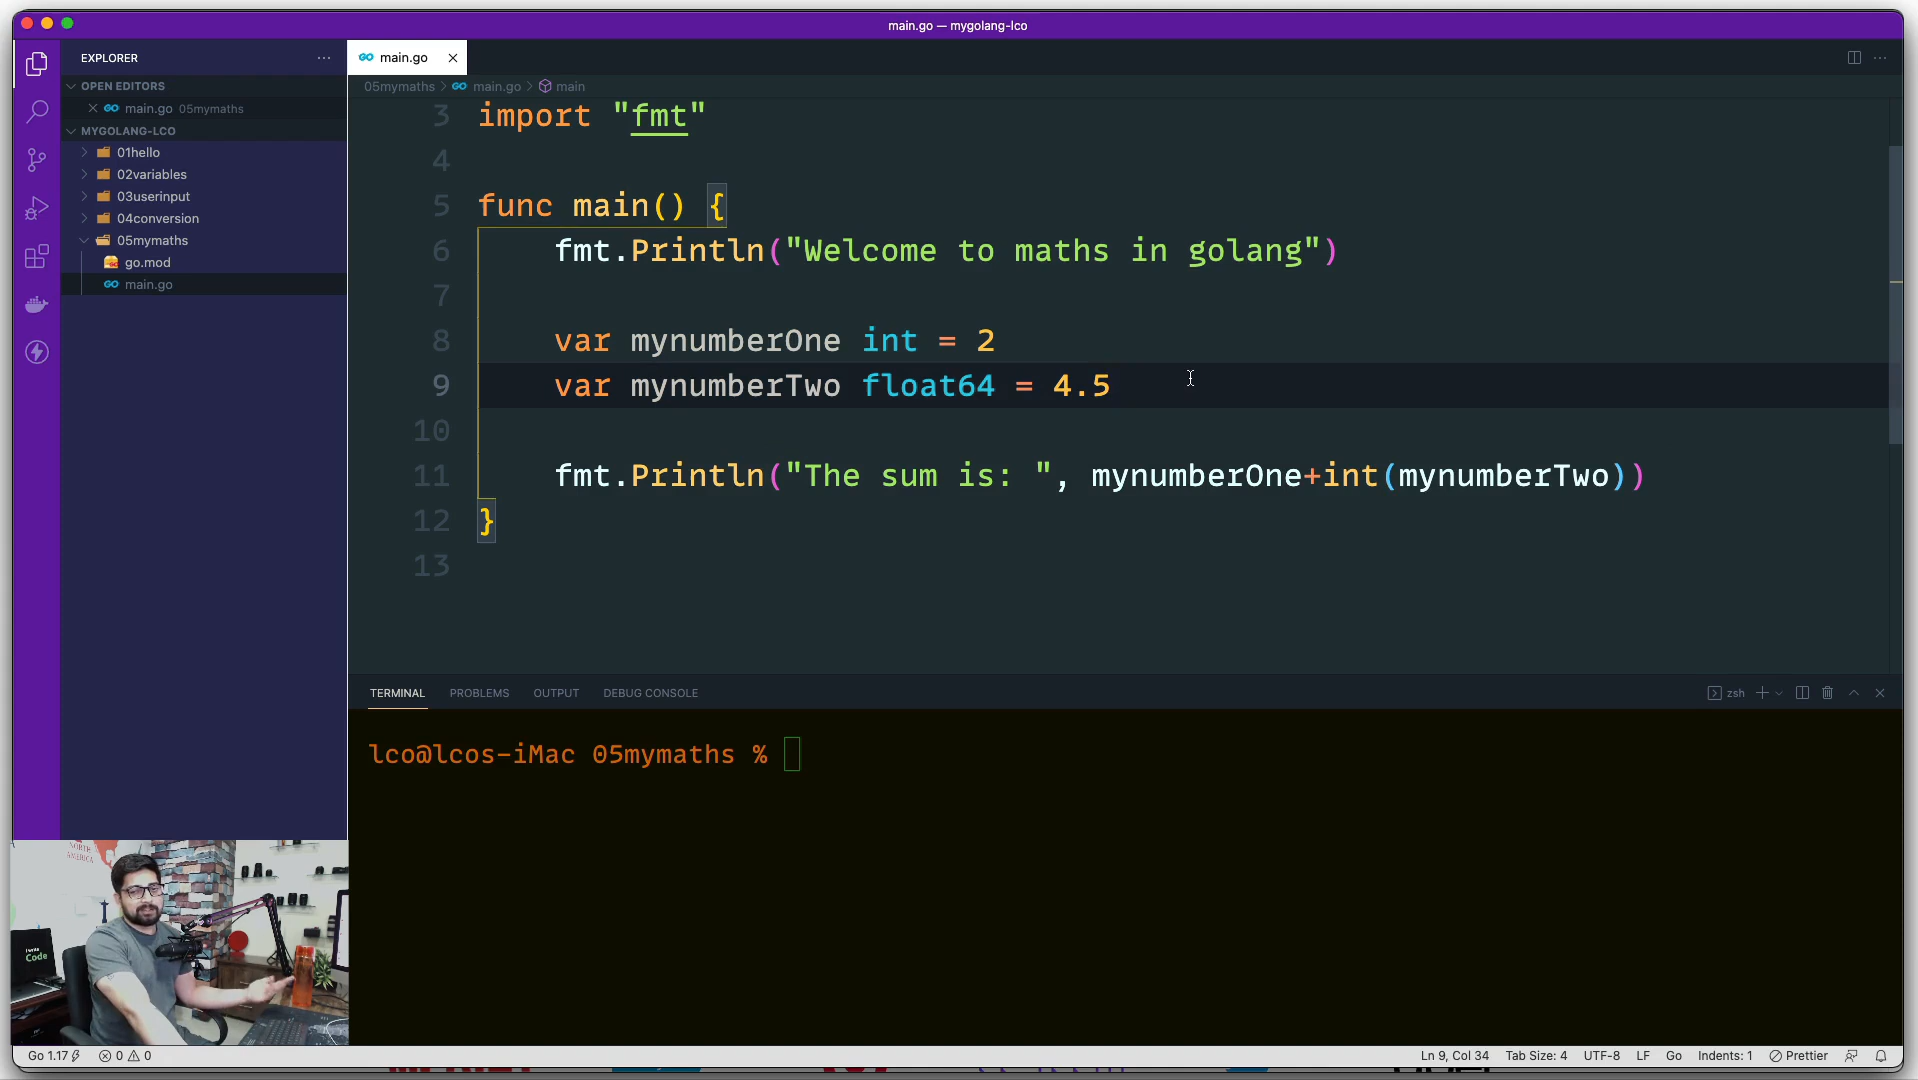 main.go — mygolang-lco
EXPLORER
main.go
OPEN EDITORS
main.go 05mymaths
MYGOLANG-LCO
01hello
02variables
03userinput
04conversion
05mymaths
go.mod
main.go
05mymaths > main.go > main
3 import "fmt"
4
5 func main() {
6 fmt.Println("Welcome to maths in golang")
7
8 var mynumberOne int = 2
9 var mynumberTwo float64 = 4.5
10
11 fmt.Println("The sum is: ", mynumberOne+int(mynumberTwo))
12 }
13
TERMINAL PROBLEMS OUTPUT DEBUG CONSOLE
zsh
lco@lcos-iMac 05mymaths %
NORTH
AMERICA
I write
Code
Go 1.17 0 0 Ln 9, Col 34 Tab Size: 4 UTF-8 LF Go Indents: 1 Prettier